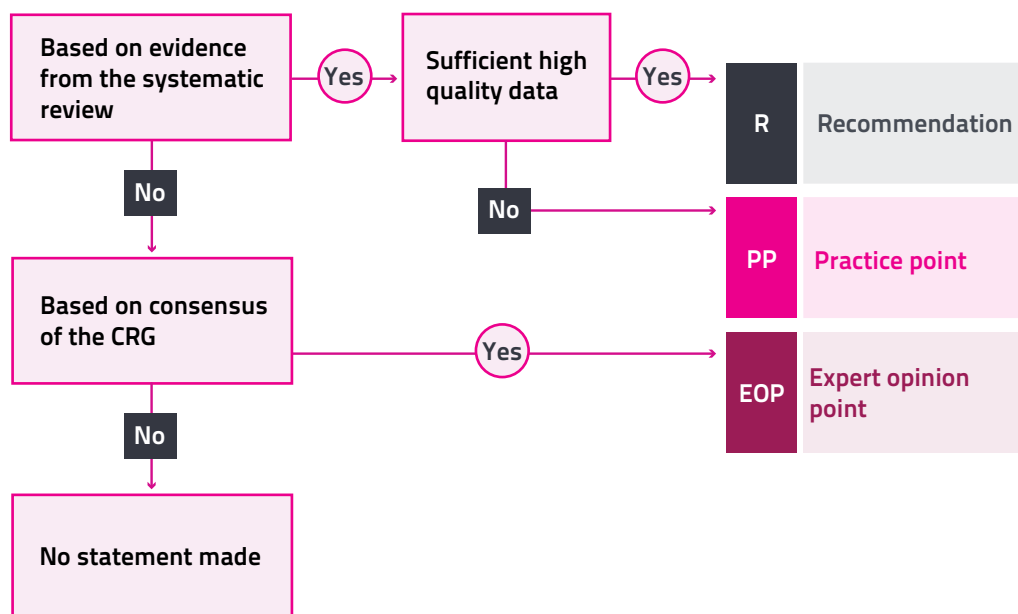 Based on evidence
from the systematic
review
Yes
Sufficient high
quality data
Yes
R
Recommendation
No
No
PP
Practice point
Based on consensus
of the CRG
Yes
EOP
Expert opinion
point
No
No statement made